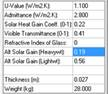 U-Value (W/m2.K): 1.100
Admittance (W/m2.K): 2.800
Solar Heat Gain Coeff. (0-1): 0.22
Visible Transmittance (0-1): 0.41
Refractive Index of Glass: 0
Alt Solar Gain (Heavywt): 0.19
Alt Solar Gain (Lightwt): 0.56
Thickness (m): 0.027
Weight (kg): 28.000